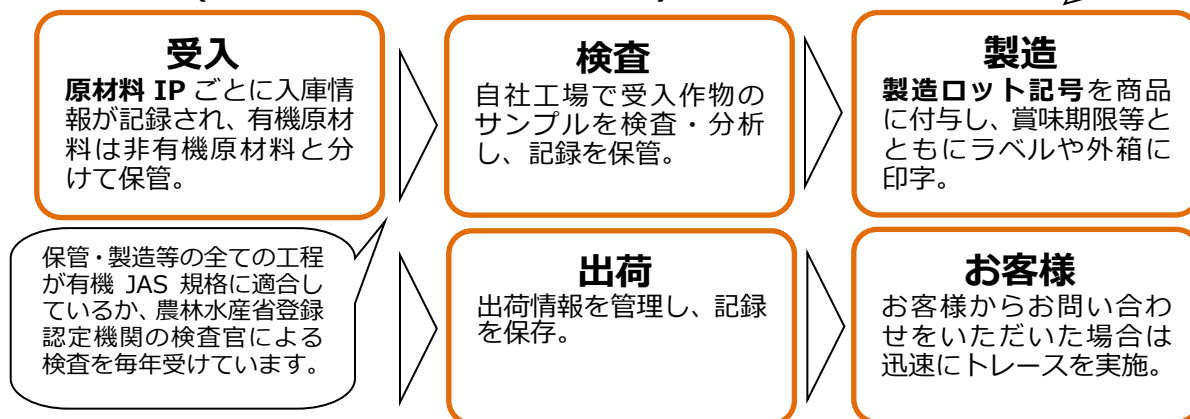 受入
原材料 IP ごとに入庫情
報が記録され、有機原材
料は非有機原材料と分
けて保管。
検査
自社工場で受入作物の
サンプルを検査・分析
し、記録を保管。
製造
製造ロット記号を商品
に付与し、賞味期限等と
ともにラベルや外箱に
印字。
保管・製造等の全ての工程
が有機 JAS 規格に適合し
ているか、農林水産省登録
認定機関の検査官による
検査を毎年受けています。
出荷
出荷情報を管理し、記録
を保存。
お客様
お客様からお問い合わ
せをいただいた場合は
迅速にトレースを実施。